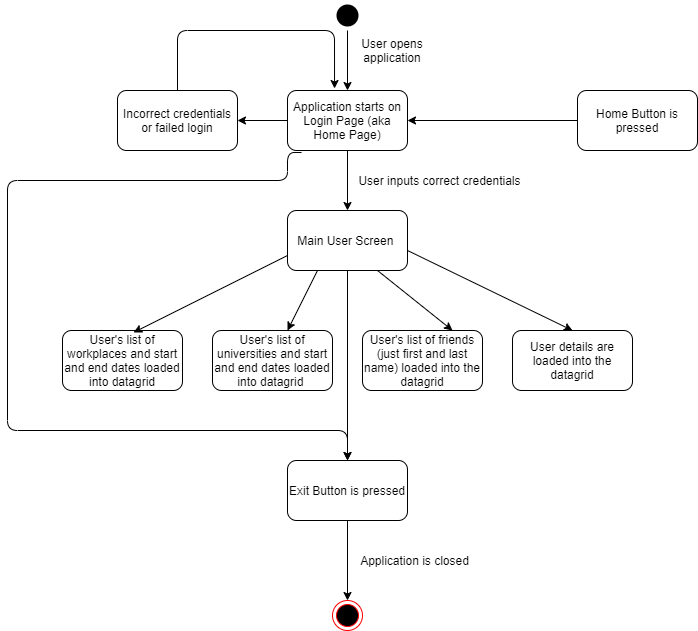 User opens
application
Incorrect credentials
or failed login
Application starts on
Login Page (aka
Home Page)
Home Button is
pressed
User inputs correct credentials
Main User Screen
User's list of
workplaces and start
and end dates loaded
into datagrid
User's list of
universities and start
and end dates loaded
into datagrid
User's list of friends
(just first and last
name) loaded into the
datagrid
User details are
loaded into the
datagrid
Exit Button is pressed
Application is closed